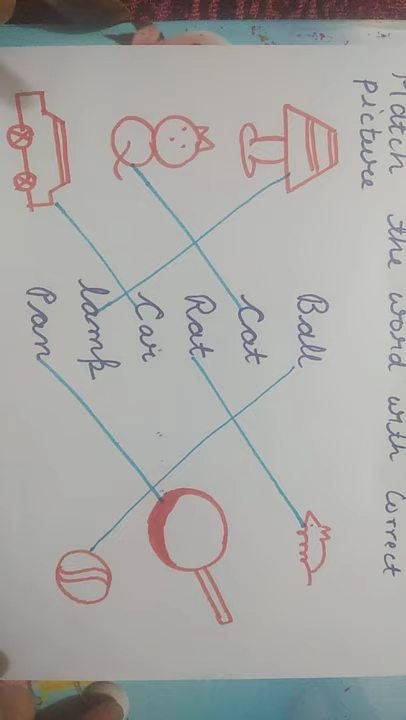 Match the word with correct
picture
Ball
Cat
Rat
Car
lamp
Pan